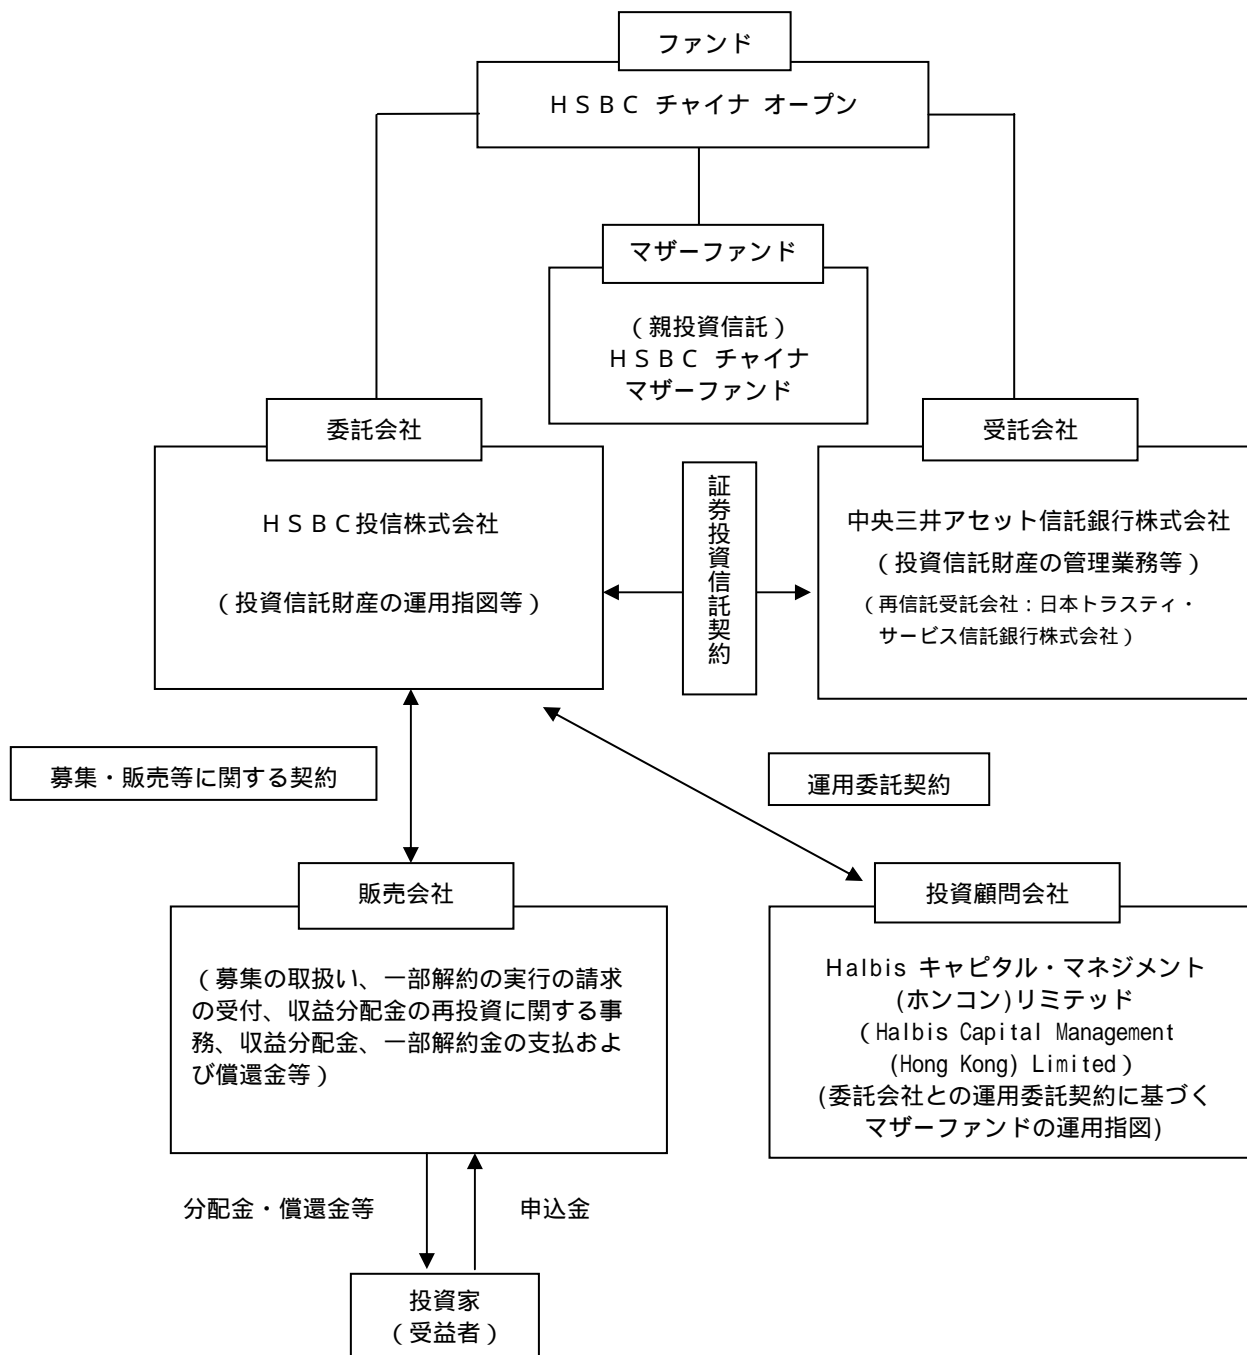 ファンド
ＨＳＢＣ チャイナ オープン
マザーファンド
（親投資信託）
ＨＳＢＣ チャイナ
マザーファンド
委託会社
ＨＳＢＣ投信株式会社
（投資信託財産の運用指図等）
証券投資信託契約
受託会社
中央三井アセット信託銀行株式会社
（投資信託財産の管理業務等）
（再信託受託会社：日本トラスティ・
サービス信託銀行株式会社）
募集・販売等に関する契約
運用委託契約
販売会社
（募集の取扱い、一部解約の実行の請求
の受付、収益分配金の再投資に関する事
務、収益分配金、一部解約金の支払およ
び償還金等）
投資顧問会社
Halbis キャピタル・マネジメント
(ホンコン)リミテッド
（Halbis Capital Management
(Hong Kong) Limited）
(委託会社との運用委託契約に基づく
マザーファンドの運用指図)
分配金・償還金等
申込金
投資家
（受益者）